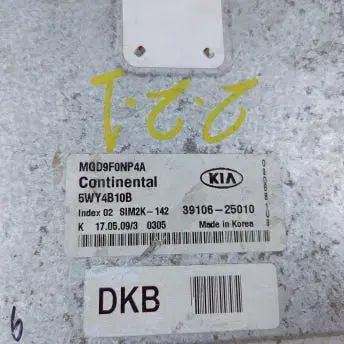 2.2.1
MGD9F0NP4A
Continental
KIA
5WY4B10B
Index 02 SIM2K-142 39106-25010
K 17.05.09/3 0305 Made in Korea
DKB
6